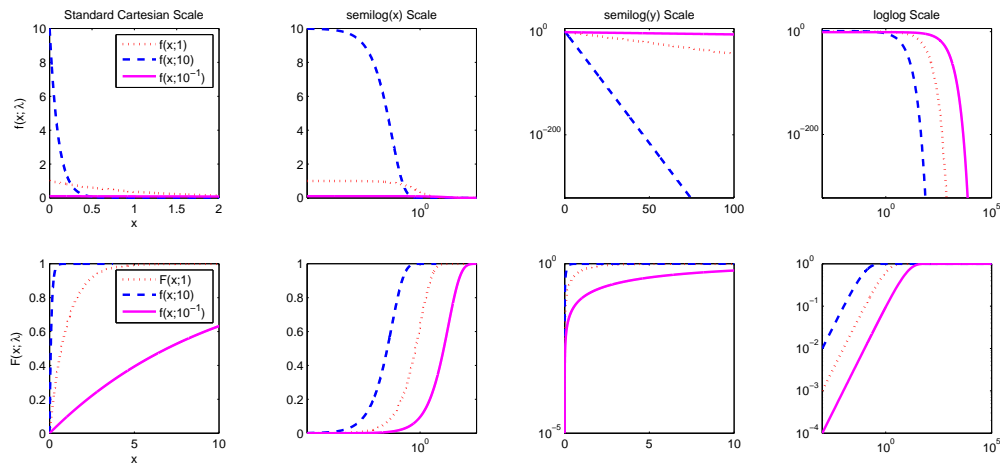 Standard Cartesian Scale
semilog(x) Scale
semilog(y) Scale
loglog Scale
f(x; λ)
10
8
6
4
2
0
f(x;1)
f(x;10)
f(x;10⁻¹)
0 0.5 1 1.5 2
x
10
8
6
4
2
0
10⁰
10⁰
10⁻²⁰⁰
0 50 100
10⁰
10⁻²⁰⁰
10⁰ 10⁵
F(x; λ)
1
0.8
0.6
0.4
0.2
0
F(x;1)
f(x;10)
f(x;10⁻¹)
0 5 10
x
1
0.8
0.6
0.4
0.2
0
10⁰
10⁰
10⁻⁵
0 5 10
10⁰
10⁻¹
10⁻²
10⁻³
10⁻⁴
10⁰ 10⁵